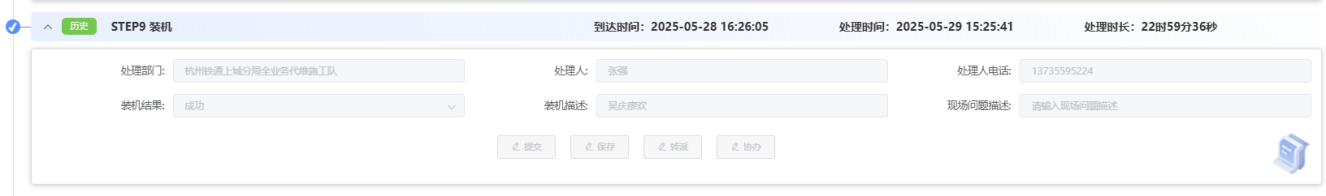 历史 STEP9 装机 到达时间：2025-05-28 16:26:05 处理时间：2025-05-29 15:25:41 处理时长：22时59分36秒
处理部门: 杭州铁通上城分局全业务代维施工队 处理人: 张强 处理人电话: 13735595224
装机结果: 成功 装机描述: 吴庆廖欢 现场问题描述: 请输入现场问题描述
提交 保存 转派 协办